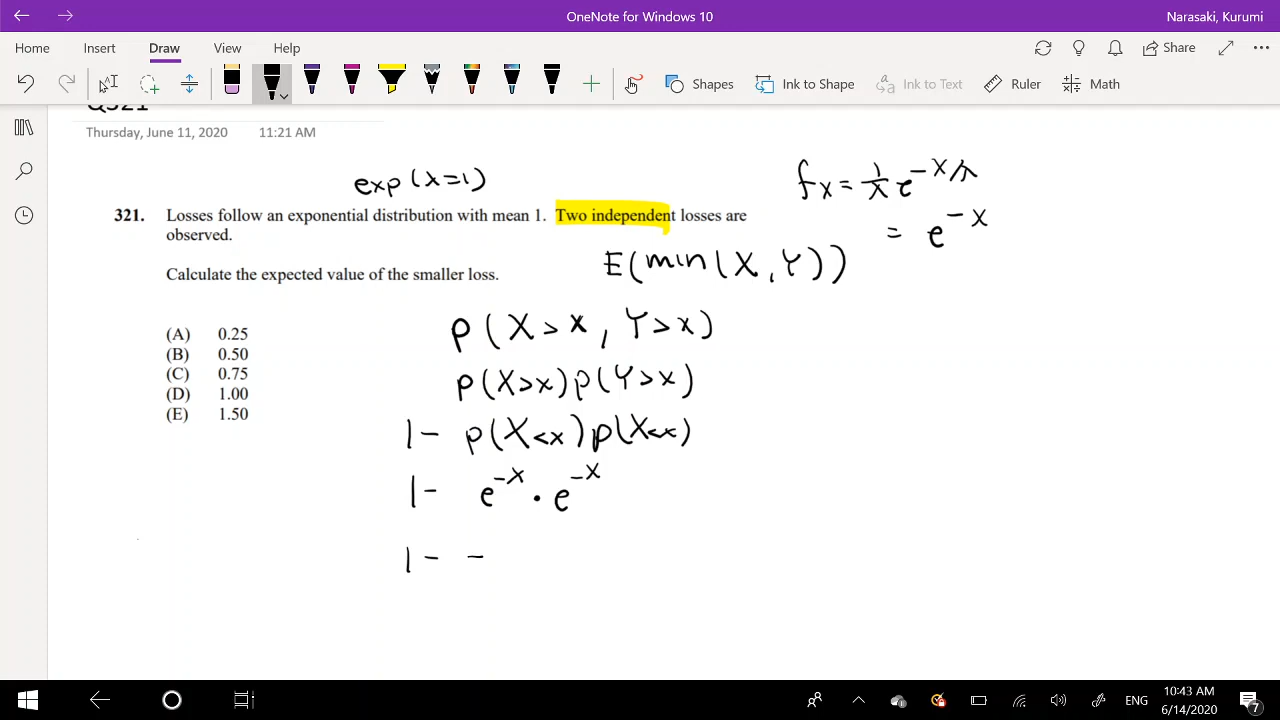 OneNote for Windows 10
Narasaki, Kurumi
Home Insert Draw View Help
Share
Shapes Ink to Shape Ink to Text Ruler Math
Q321
Thursday, June 11, 2020 11:21 AM
exp(λ=1)
fx = 1/λ e^-x/λ
= e^-x
321. Losses follow an exponential distribution with mean 1. Two independent losses are
observed.
E(min(X,Y))
Calculate the expected value of the smaller loss.
(A) 0.25
(B) 0.50
(C) 0.75
(D) 1.00
(E) 1.50
P(X>x, Y>x)
P(X>x)P(Y>x)
1- P(X<x)P(X<x)
1- e^-x · e^-x
1- -
ENG
10:43 AM
6/14/2020
7